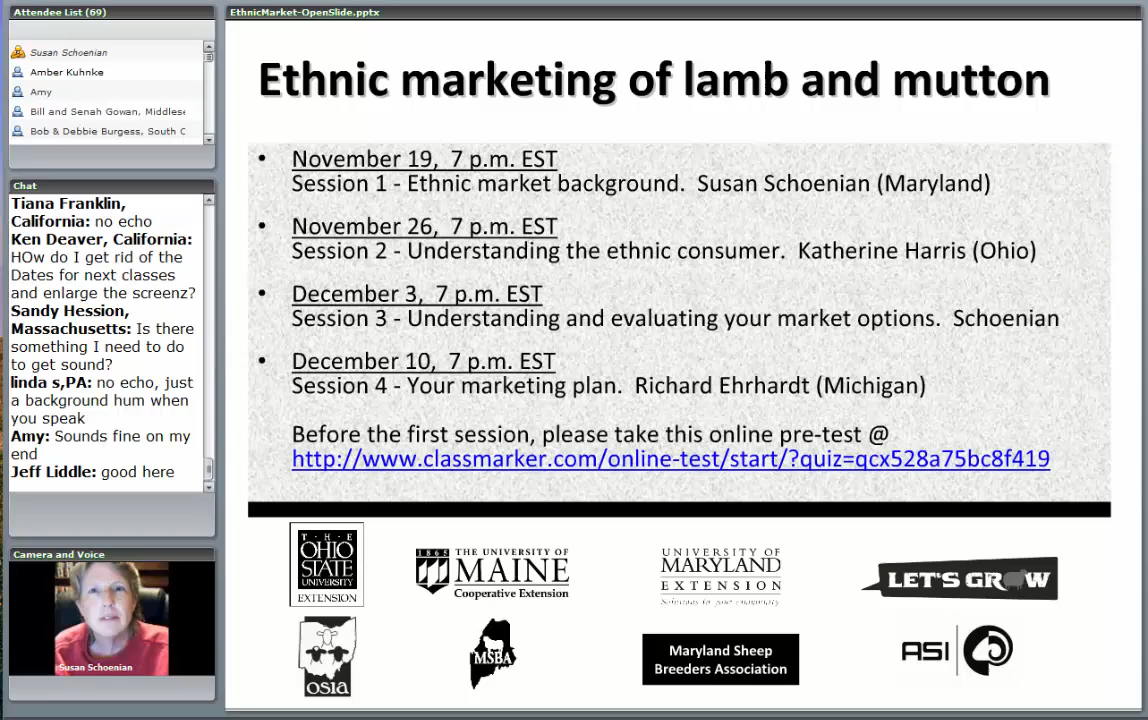 Attendee List (69)
Susan Schoenian
Amber Kuhnke
Amy
Bill and Senah Gowan, Middlese
Bob & Debbie Burgess, South C
Chat
Tiana Franklin,
California: no echo
Ken Deaver, California:
HOw do I get rid of the
Dates for next classes
and enlarge the screenz?
Sandy Hession,
Massachusetts: Is there
something I need to do
to get sound?
linda s,PA: no echo, just
a background hum when
you speak
Amy: Sounds fine on my
end
Jeff Liddle: good here
Camera and Voice
Susan Schoenian
EthnicMarket-OpenSlide.pptx
Ethnic marketing of lamb and mutton
• November 19, 7 p.m. EST
Session 1 - Ethnic market background. Susan Schoenian (Maryland)
• November 26, 7 p.m. EST
Session 2 - Understanding the ethnic consumer. Katherine Harris (Ohio)
• December 3, 7 p.m. EST
Session 3 - Understanding and evaluating your market options. Schoenian
• December 10, 7 p.m. EST
Session 4 - Your marketing plan. Richard Ehrhardt (Michigan)
Before the first session, please take this online pre-test @
http://www.classmarker.com/online-test/start/?quiz=qcx528a75bc8f419
T·H·E
OHIO
STATE
UNIVERSITY
EXTENSION
1865 THE UNIVERSITY OF
MAINE
Cooperative Extension
UNIVERSITY OF
MARYLAND
EXTENSION
Solutions in your community
LET'S GROW
OSIA
MSBA
Maryland Sheep
Breeders Association
ASI